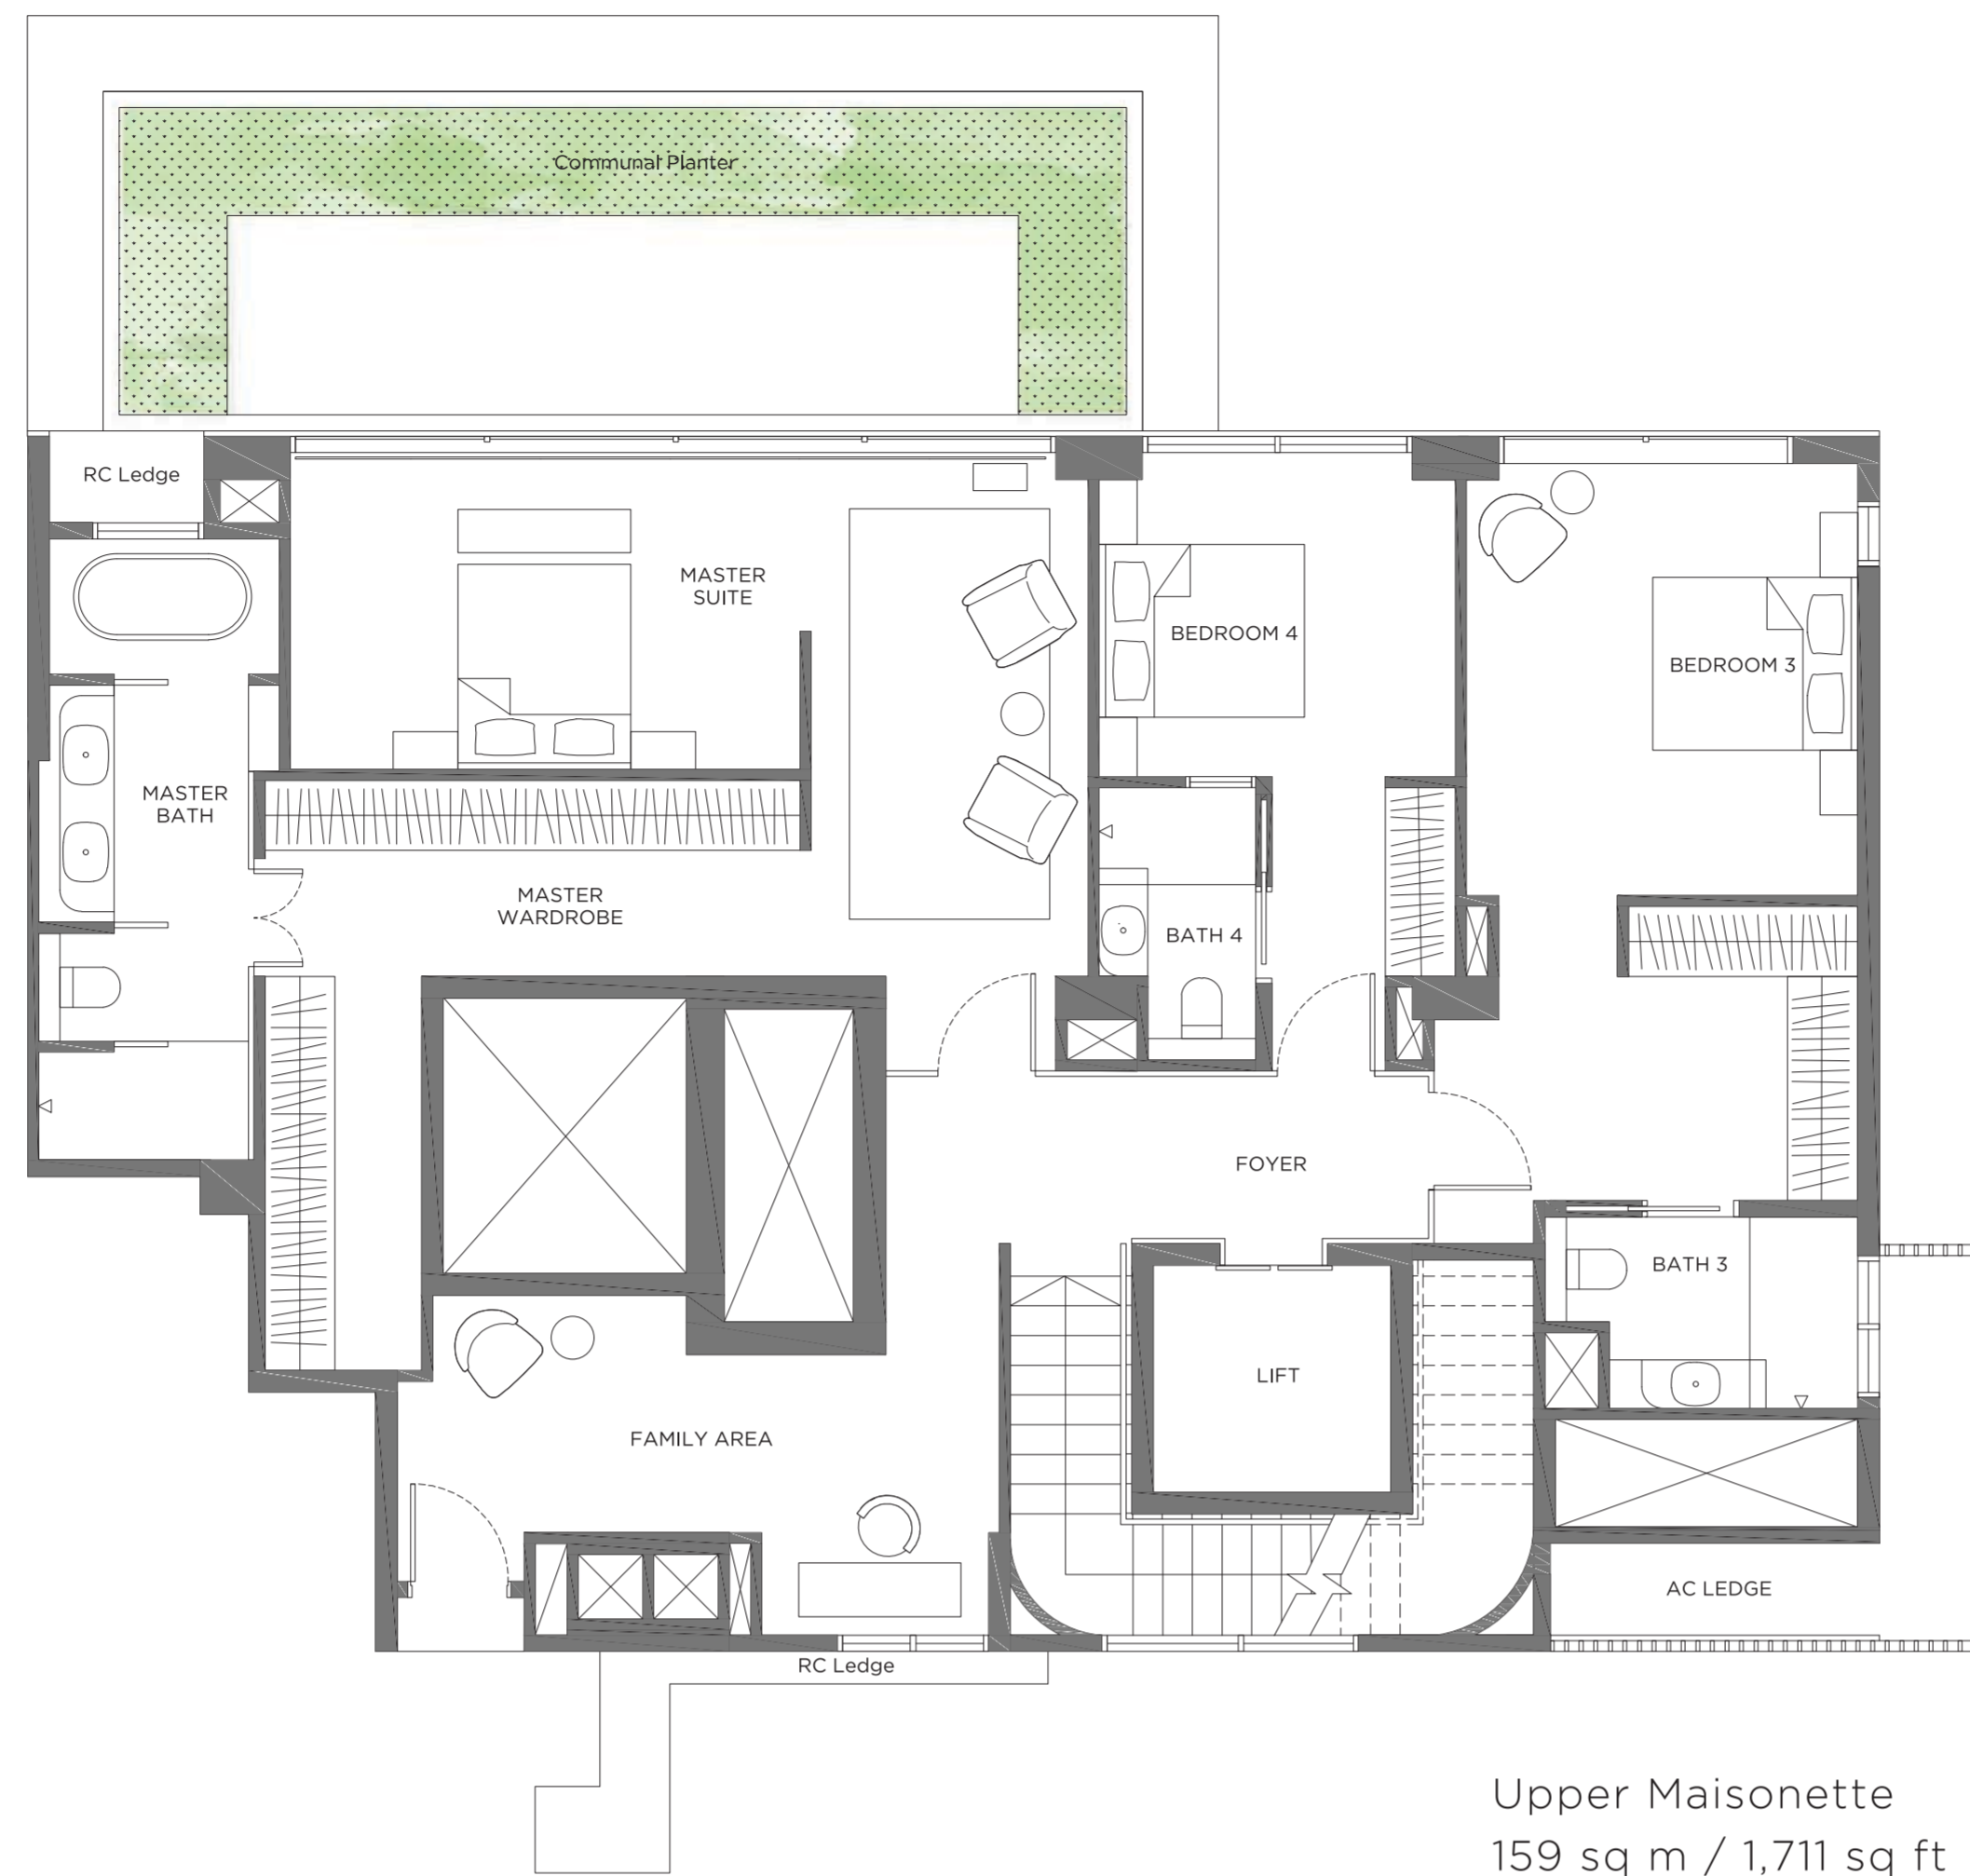 Communal Planter
RC Ledge
MASTER
SUITE
BEDROOM 4
BEDROOM 3
MASTER
BATH
MASTER
WARDROBE
BATH 4
FOYER
BATH 3
LIFT
FAMILY AREA
AC LEDGE
RC Ledge
Upper Maisonette
159 sq m / 1,711 sq ft